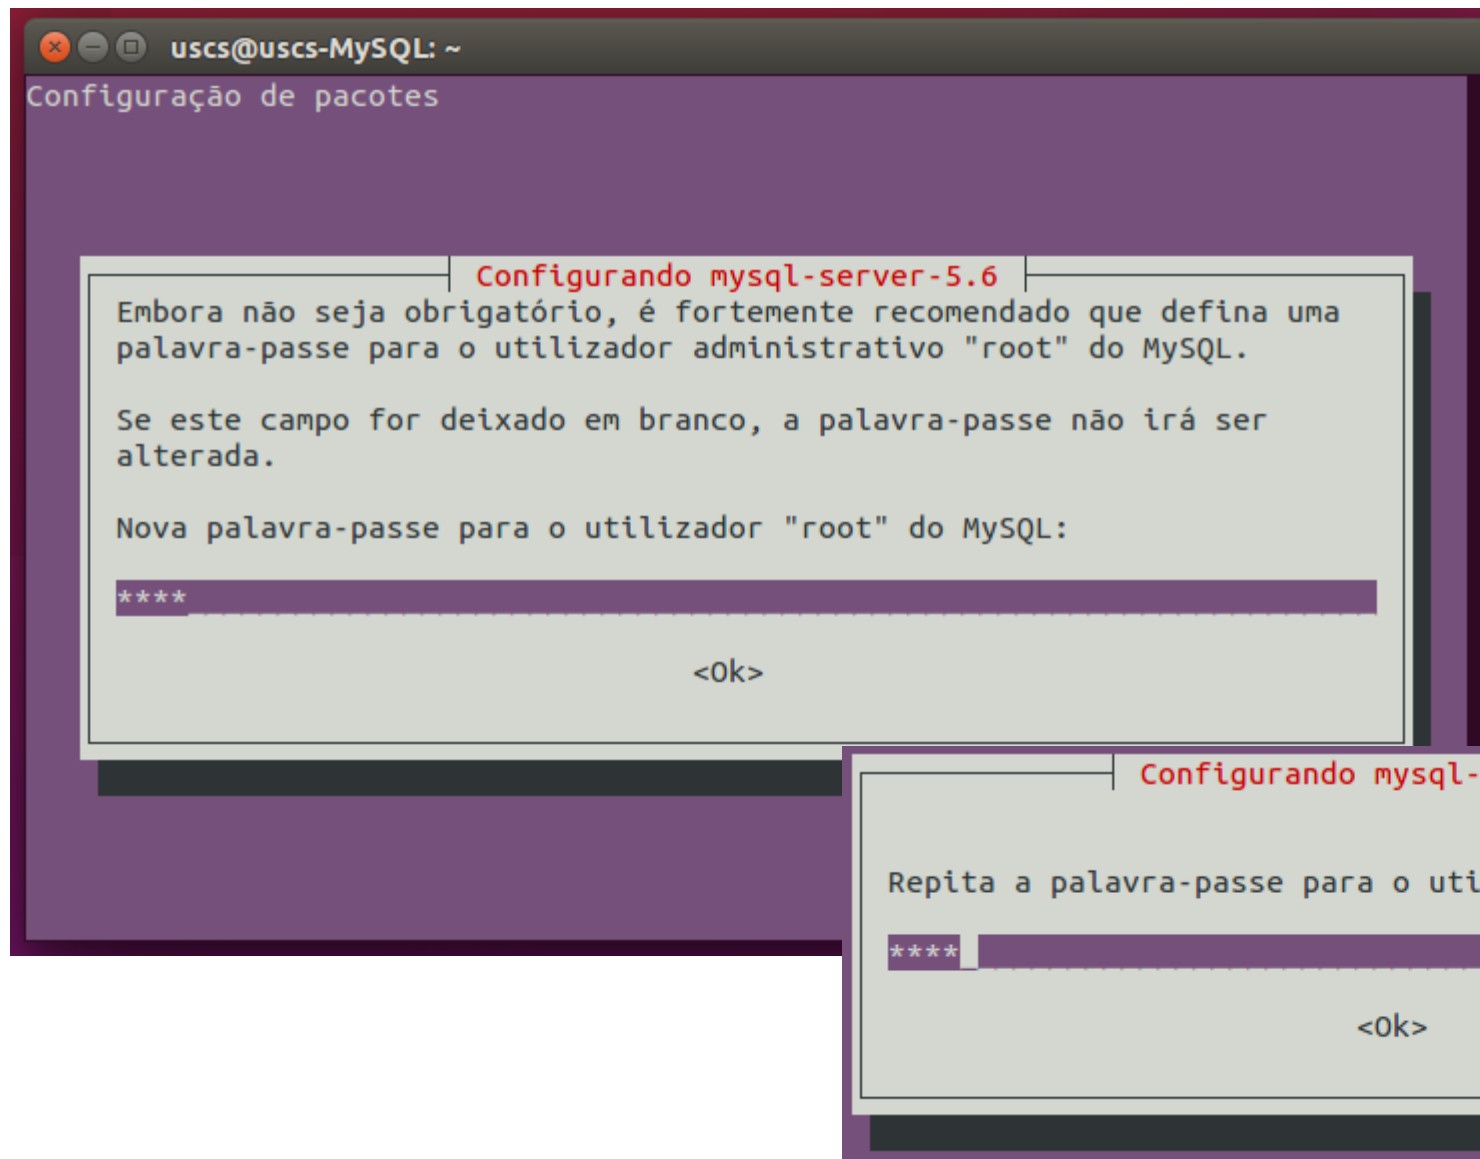 uscs@uscs-MySQL: ~
Configuração de pacotes
Configurando mysql-server-5.6
Embora não seja obrigatório, é fortemente recomendado que defina uma
palavra-passe para o utilizador administrativo "root" do MySQL.
Se este campo for deixado em branco, a palavra-passe não irá ser
alterada.
Nova palavra-passe para o utilizador "root" do MySQL:
****
<Ok>
Configurando mysql-
Repita a palavra-passe para o uti
****
<Ok>